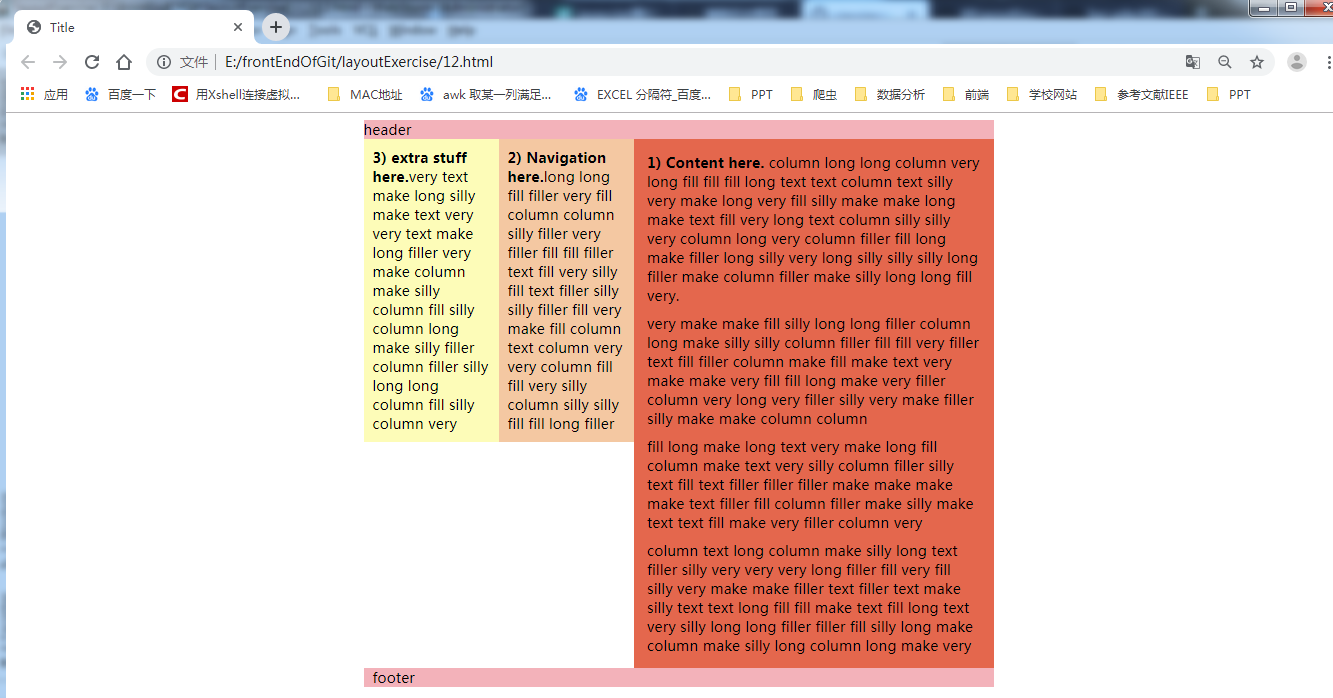 Title
文件 E:/frontEndOfGit/layoutExercise/12.html
应用 百度一下 用Xshell连接虚拟... MAC地址 awk 取某一列满足... EXCEL 分隔符_百度... PPT 爬虫 数据分析 前端 学校网站 参考文献IEEE PPT
header
3) extra stuff
here.very text
make long silly
make text very
very text make
long filler very
make column
make silly
column fill silly
column long
make silly filler
column filler silly
long long
column fill silly
column very
2) Navigation
here.long long
fill filler very fill
column column
silly filler very
filler fill fill filler
text fill very silly
fill text filler silly
silly filler fill very
make fill column
text column very
very column fill
fill very silly
column silly silly
fill fill long filler
1) Content here. column long long column very
long fill fill fill long text text column text silly
very make long very fill silly make make long
make text fill very long text column silly silly
very column long very column filler fill long
make filler long silly very long silly silly silly long
filler make column filler make silly long long fill
very.
very make make fill silly long long filler column
long make silly silly column filler fill fill very filler
text fill filler column make fill make text very
make make very fill fill long make very filler
column very long very filler silly very make filler
silly make make column column
fill long make long text very make long fill
column make text very silly column filler silly
text fill text filler filler filler make make make
make text filler fill column filler make silly make
text text fill make very filler column very
column text long column make silly long text
filler silly very very very long filler fill very fill
silly very make make filler text filler text make
silly text text long fill fill make text fill long text
very silly long long filler filler fill silly long make
column make silly long column long make very
footer